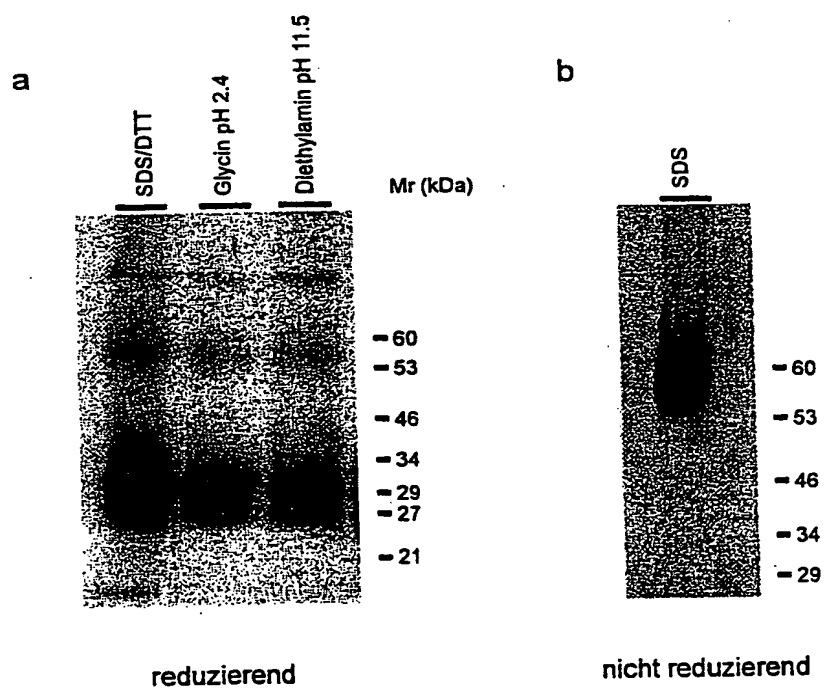 a
SDS/DTT
Glycin pH 2.4
Diethylamin pH 11.5
Mr (kDa)
60
53
46
34
29
27
21
reduzierend
b
SDS
60
53
46
34
29
nicht reduzierend